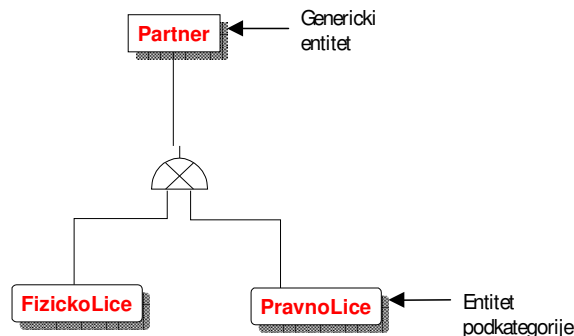 Partner
Genericki
entitet
FizickoLice
PravnoLice
Entitet
podkategorije